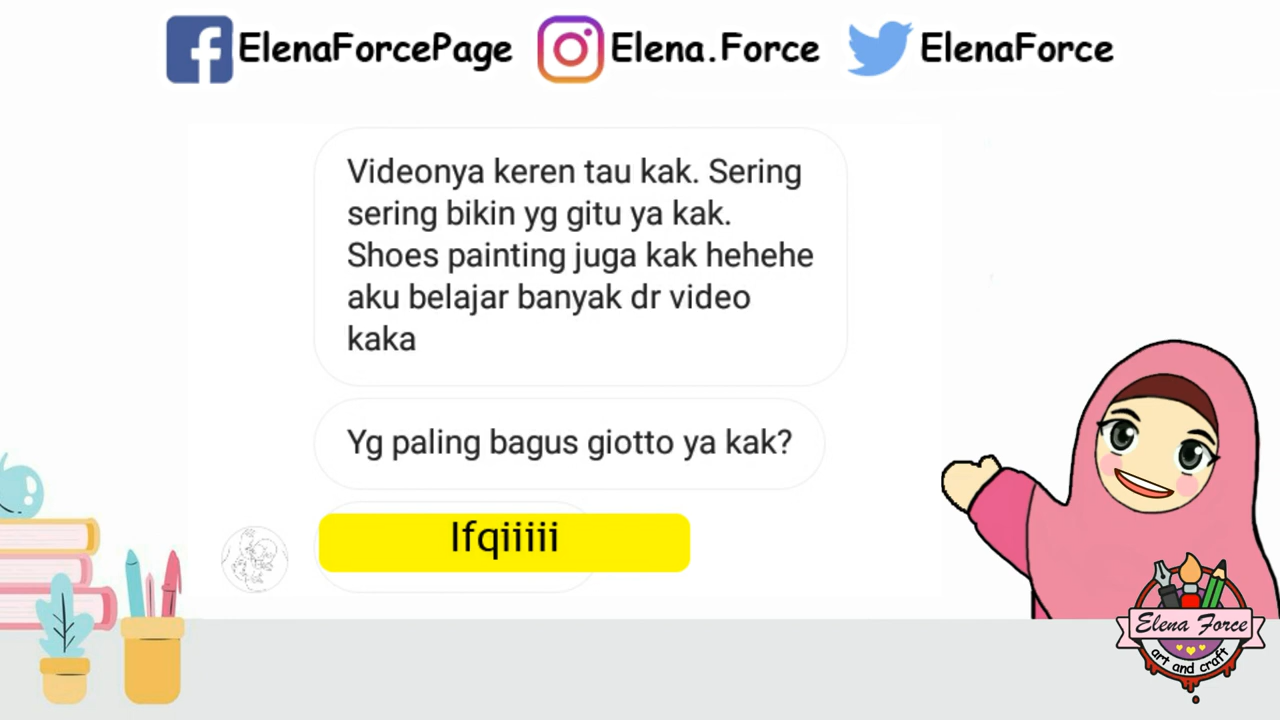 ElenaForcePage Elena.Force ElenaForce
Videonya keren tau kak. Sering
sering bikin yg gitu ya kak.
Shoes painting juga kak hehehe
aku belajar banyak dr video
kaka
Yg paling bagus giotto ya kak?
Ifqiiiii
Elena Force
art and craft